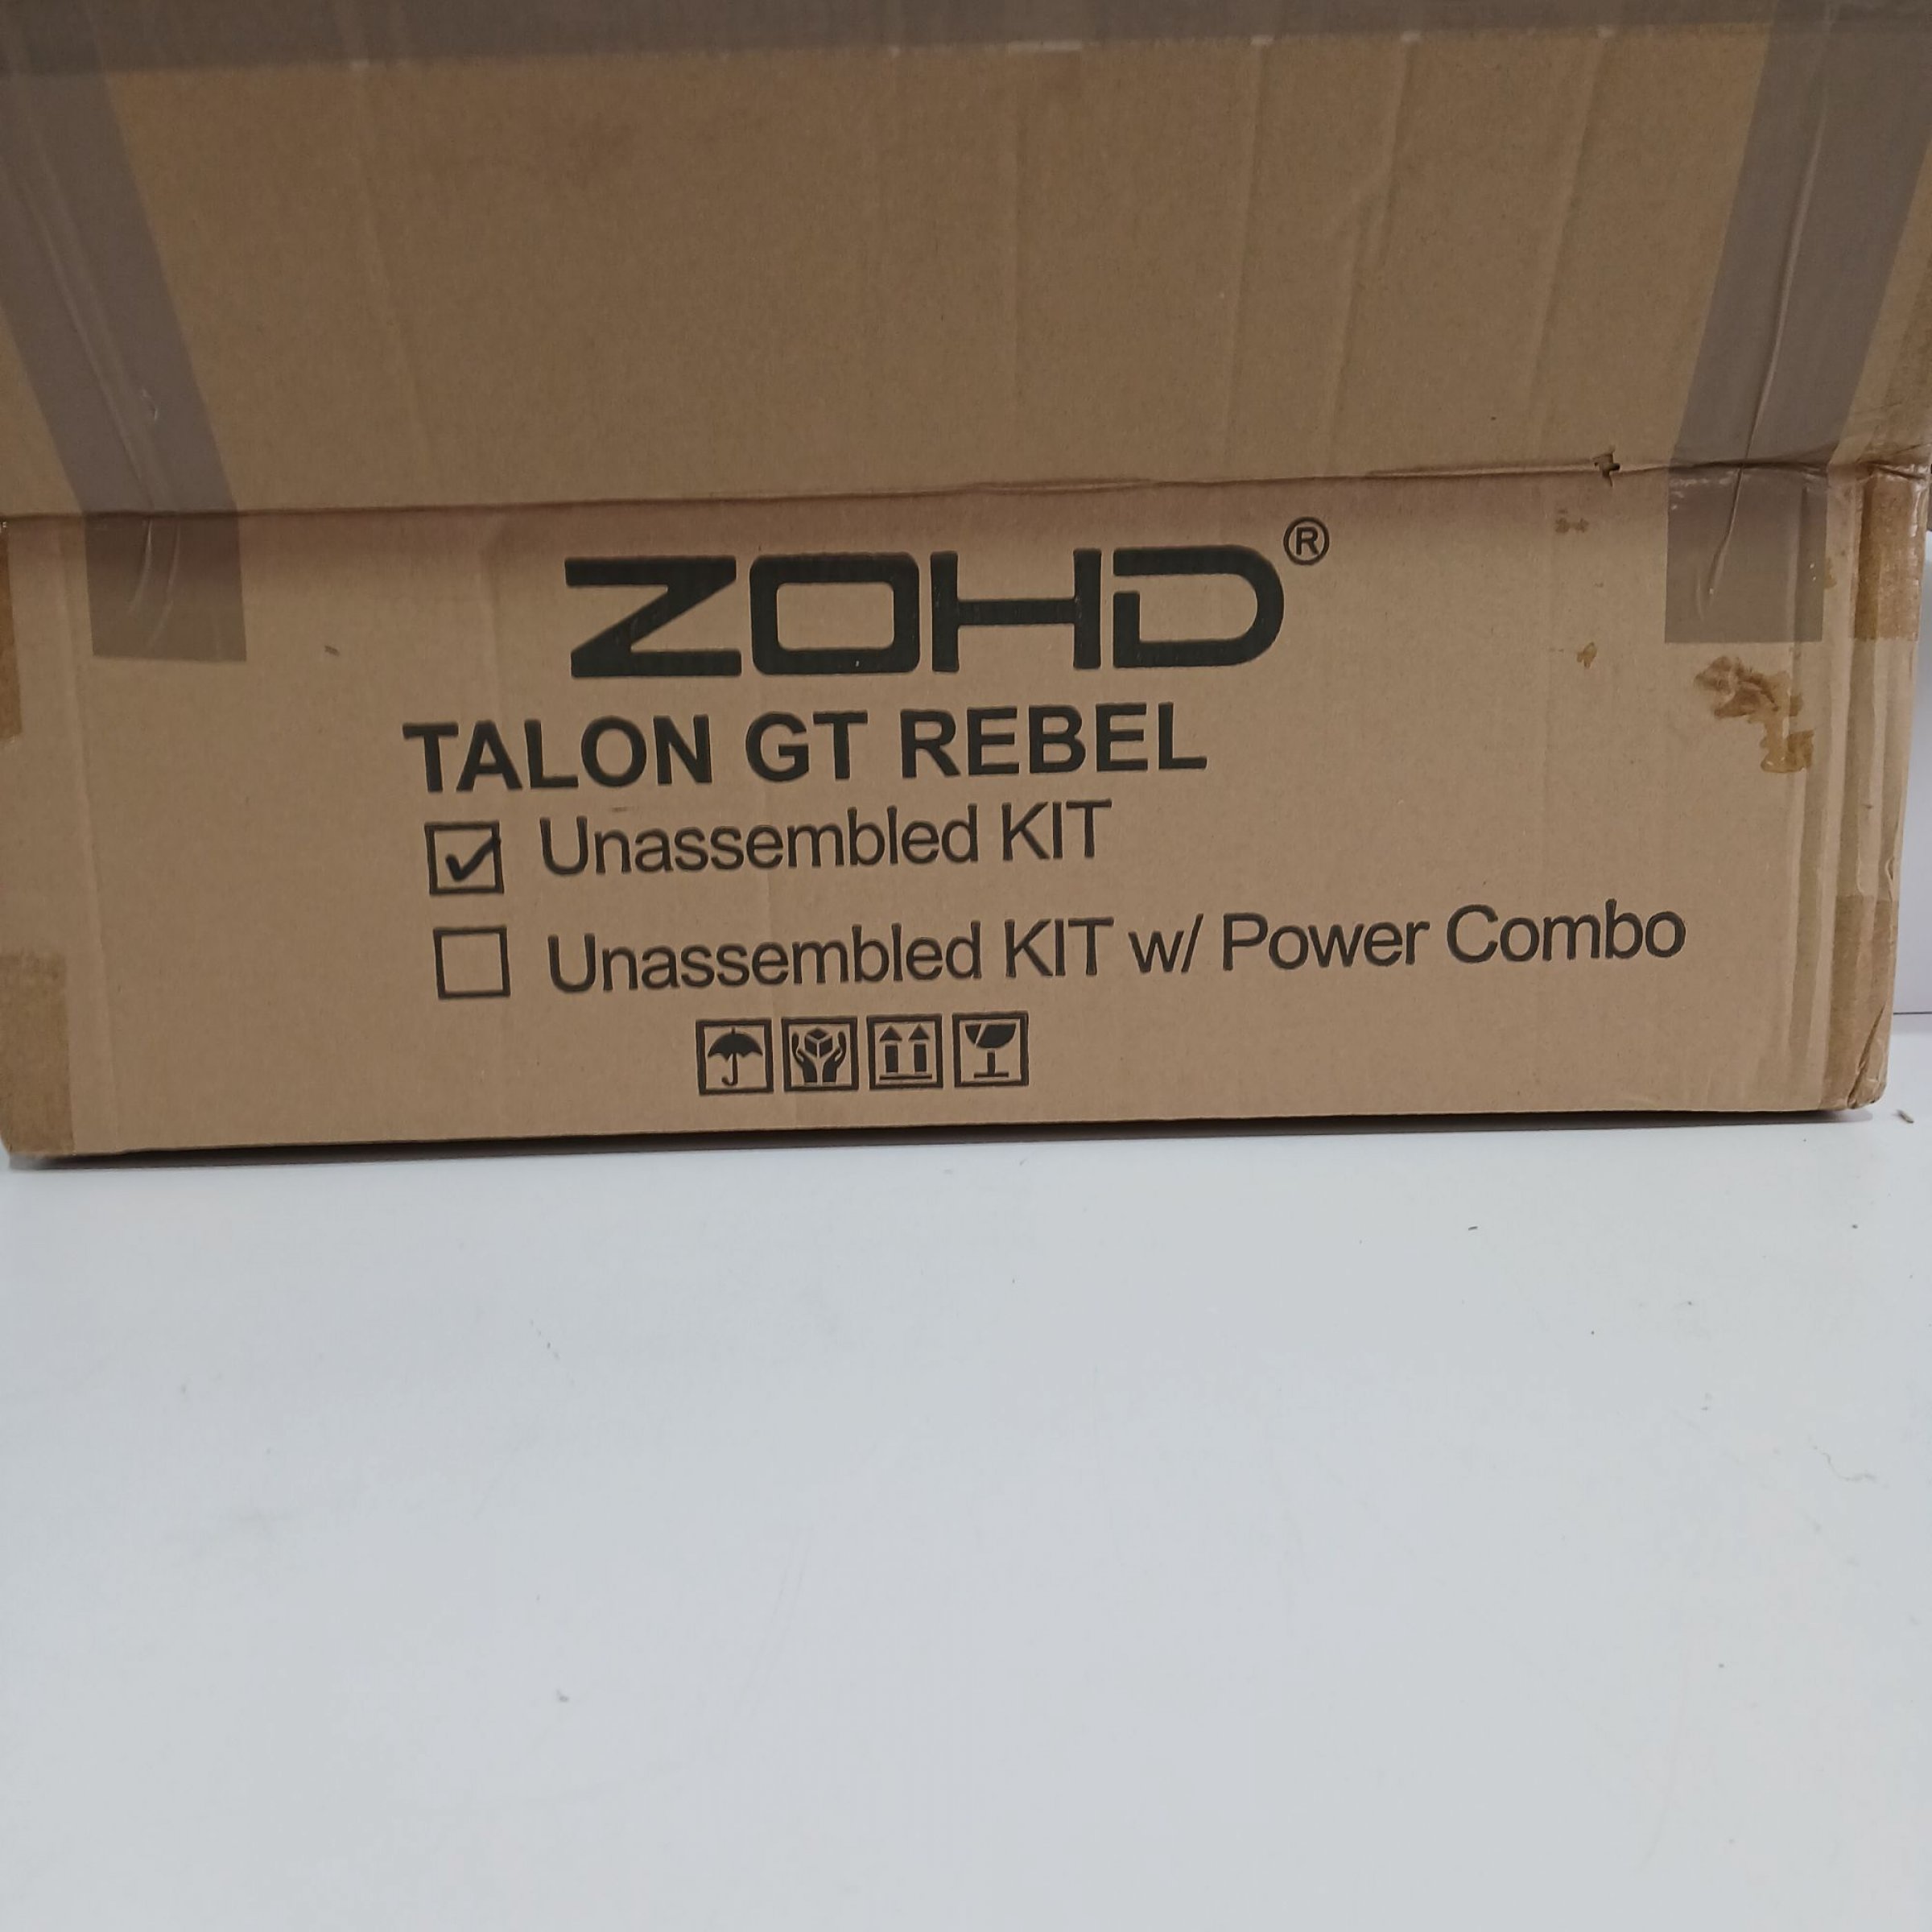 ZOHD®
TALON GT REBEL
Unassembled KIT
Unassembled KIT w/ Power Combo